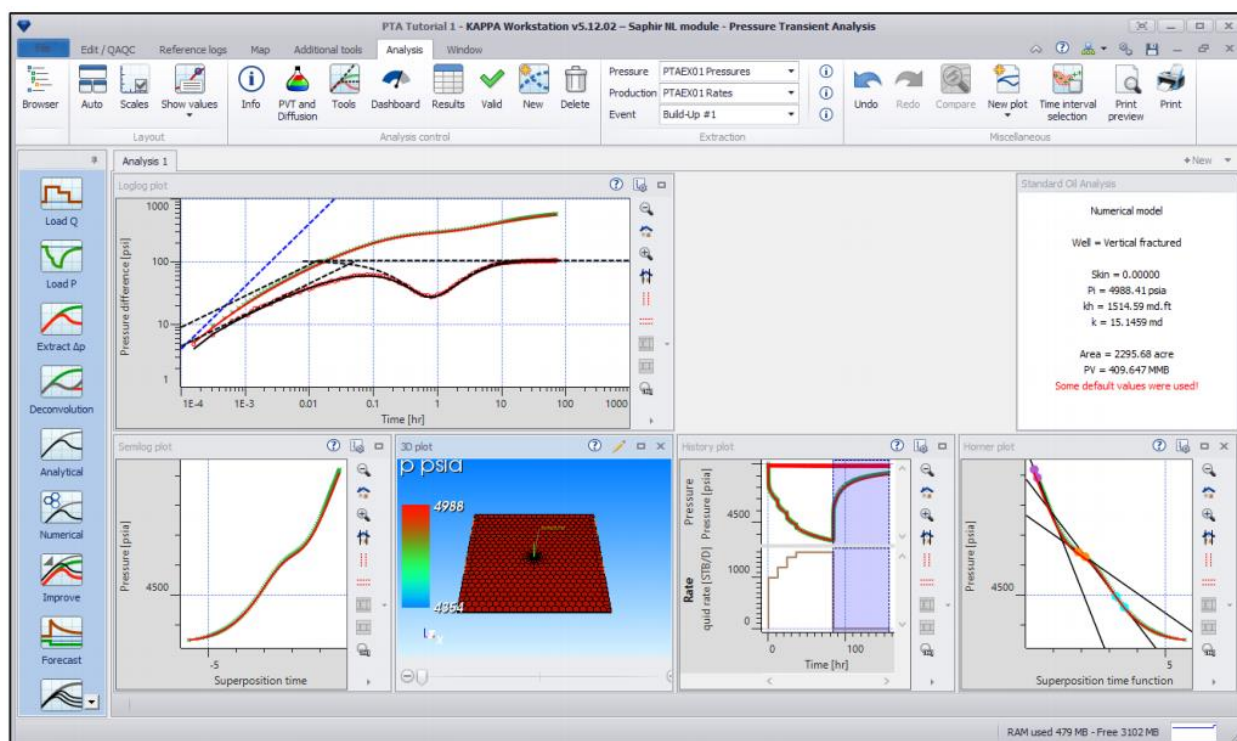 PTA Tutorial 1 - KAPPA Workstation v5.12.02 – Saphir NL module - Pressure Transient Analysis
File Edit / QAQC Reference logs Map Additional tools Analysis Window
Browser
Auto Scales Show values
Layout
Info PVT and Diffusion Tools Dashboard Results Valid New Delete
Analysis control
Pressure PTAEX01 Pressures
Production PTAEX01 Rates
Event Build-Up #1
Extraction
Undo Redo Compare New plot Time interval selection Print preview Print
Miscellaneous
Load Q
Load P
Extract Δp
Deconvolution
Analytical
Numerical
Improve
Forecast
Analysis 1
+New
Loglog plot
1000
100
10
1
Pressure difference [psi]
1E-4 1E-3 0.01 0.1 1 10 100 1000
Time [hr]
Standard Oil Analysis
Numerical model
Well = Vertical fractured
Skin = 0.00000
Pi = 4988.41 psia
kh = 1514.59 md.ft
k = 15.1459 md
Area = 2295.68 acre
PV = 409.647 MMB
Some default values were used!
Semilog plot
Pressure [psia]
4500
-5
Superposition time
3D plot
p psia
4988
4354
History plot
Pressure
Pressure [psia]
4500
Rate
quid rate [STB/D]
1000
0
0 100
Time [hr]
Horner plot
Pressure [psia]
4500
5
Superposition time function
RAM used 479 MB - Free 3102 MB